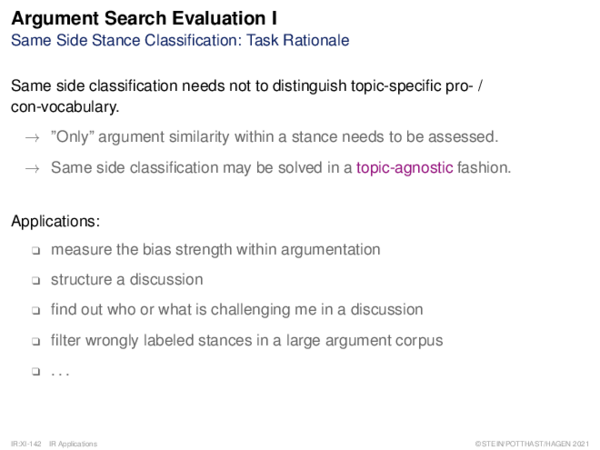 Argument Search Evaluation I
Same Side Stance Classification: Task Rationale
Same side classification needs not to distinguish topic-specific pro- /
con-vocabulary.
→ ”Only” argument similarity within a stance needs to be assessed.
→ Same side classification may be solved in a topic-agnostic fashion.
Applications:
❑ measure the bias strength within argumentation
❑ structure a discussion
❑ find out who or what is challenging me in a discussion
❑ filter wrongly labeled stances in a large argument corpus
❑ . . .
IR:XI-142 IR Applications ©STEIN/POTTHAST/HAGEN 2021